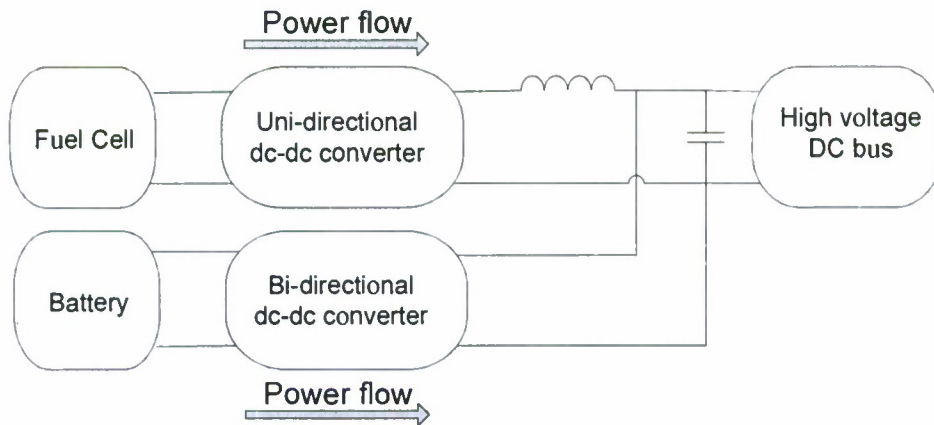 Power flow
Fuel Cell
Uni-directional
dc-dc converter
High voltage
DC bus
Battery
Bi-directional
dc-dc converter
Power flow